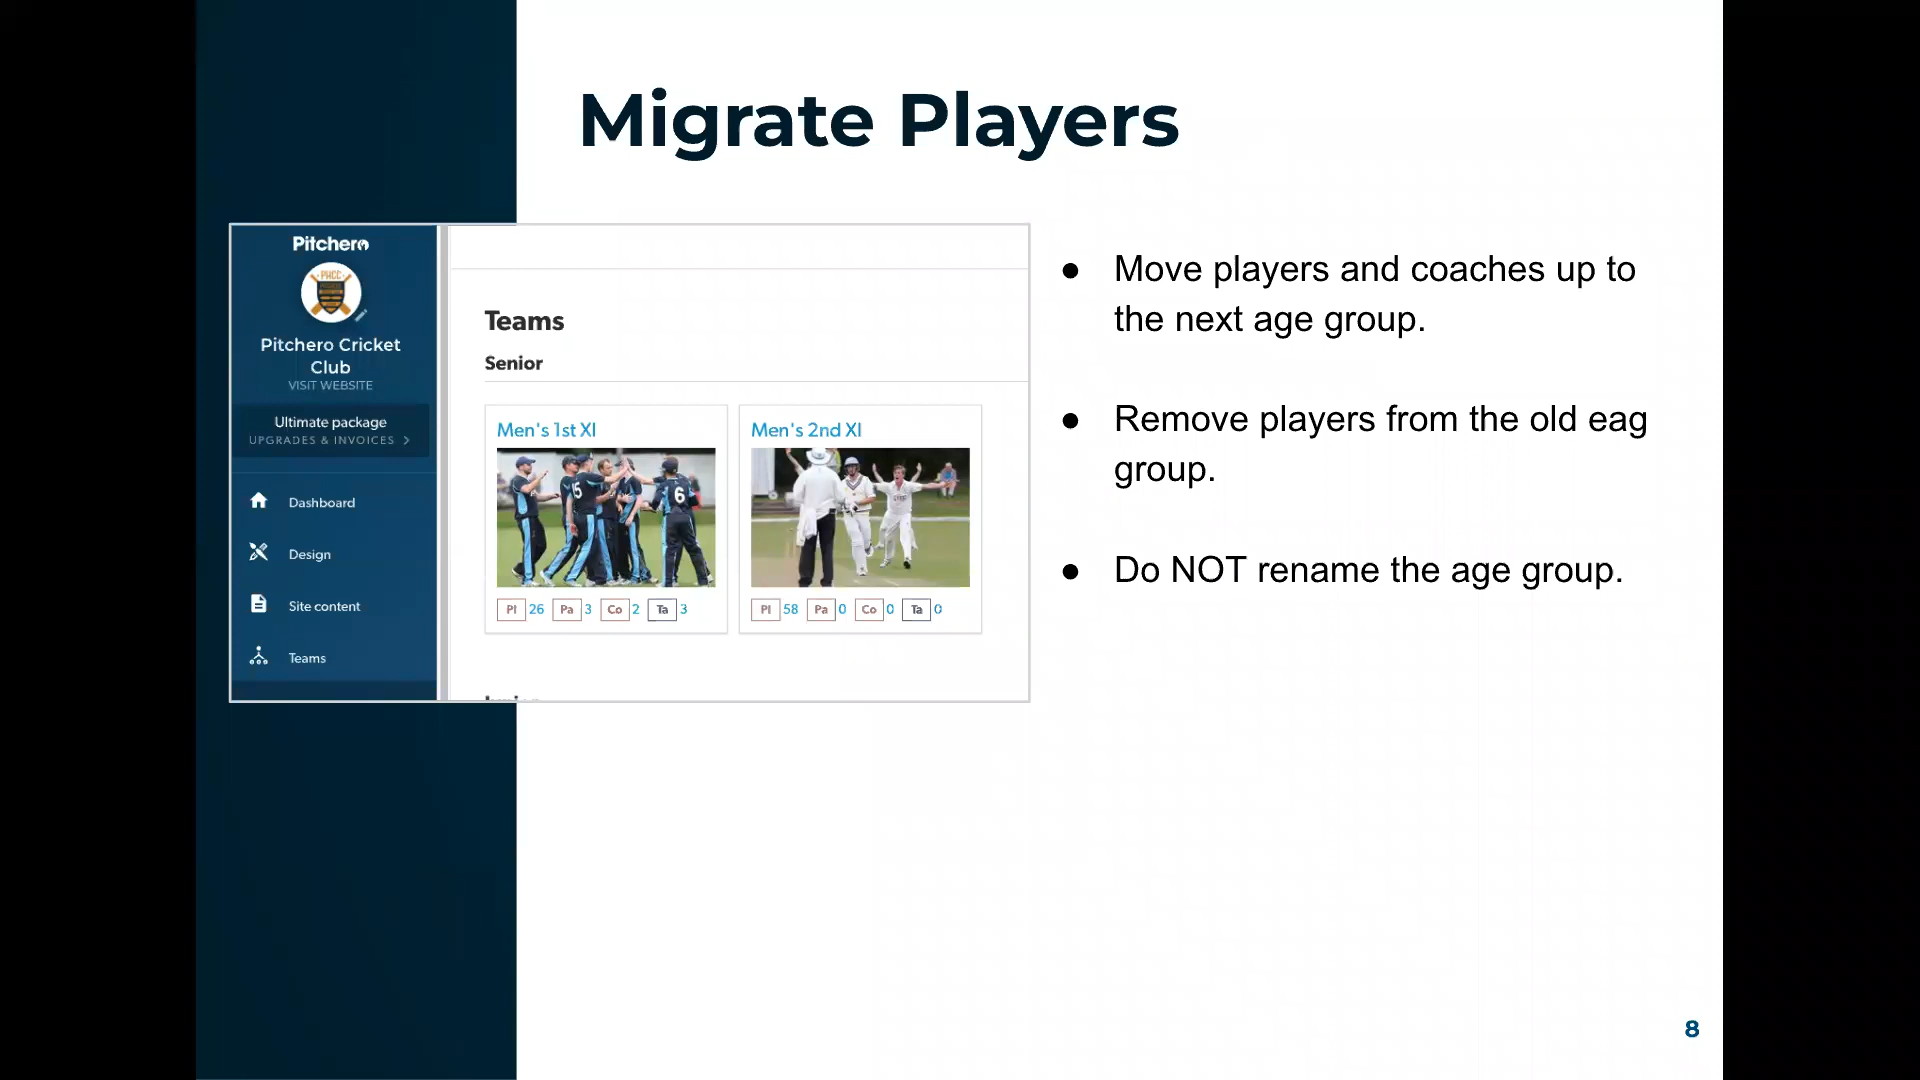 Migrate Players
Pitchero
PHCC
Pitchero Cricket
Club
VISIT WEBSITE
Ultimate package
UPGRADES & INVOICES >
Dashboard
Design
Site content
Teams
Teams
Senior
Men's 1st XI
Men's 2nd XI
Pl 26 Pa 3 Co 2 Ta 3
Pl 58 Pa 0 Co 0 Ta 0
● Move players and coaches up to
the next age group.
● Remove players from the old eag
group.
● Do NOT rename the age group.
8